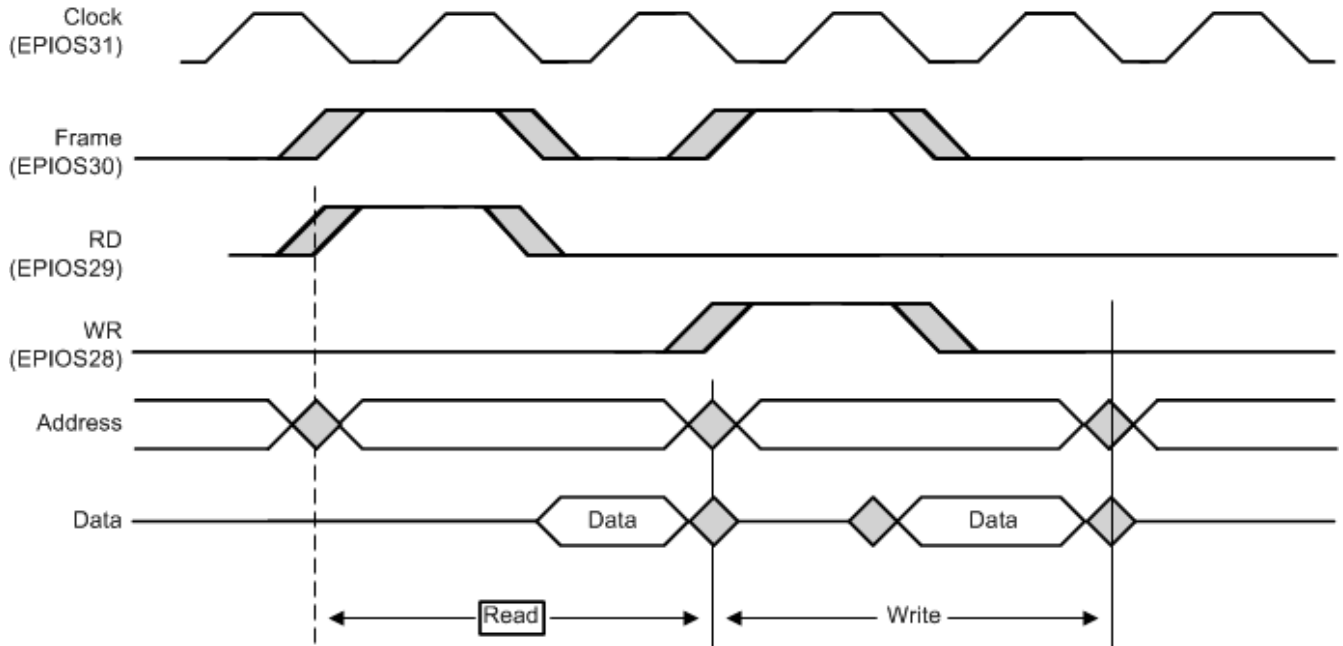 Clock
(EPIOS31)
Frame
(EPIOS30)
RD
(EPIOS29)
WR
(EPIOS28)
Address
Data
Data
Data
Read
Write